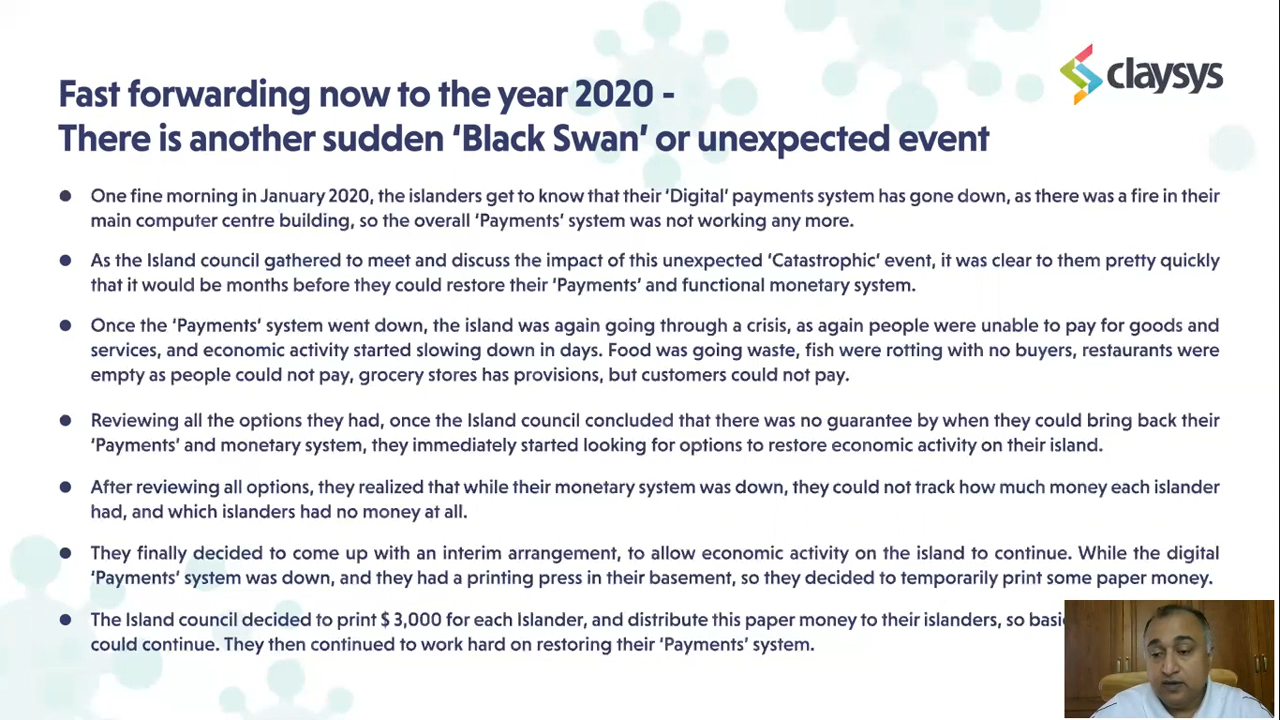 claysys
Fast forwarding now to the year 2020 -
There is another sudden ‘Black Swan’ or unexpected event
● One fine morning in January 2020, the islanders get to know that their ‘Digital’ payments system has gone down, as there was a fire in their
main computer centre building, so the overall ‘Payments’ system was not working any more.
● As the Island council gathered to meet and discuss the impact of this unexpected ‘Catastrophic’ event, it was clear to them pretty quickly
that it would be months before they could restore their ‘Payments’ and functional monetary system.
● Once the ‘Payments’ system went down, the island was again going through a crisis, as again people were unable to pay for goods and
services, and economic activity started slowing down in days. Food was going waste, fish were rotting with no buyers, restaurants were
empty as people could not pay, grocery stores has provisions, but customers could not pay.
● Reviewing all the options they had, once the Island council concluded that there was no guarantee by when they could bring back their
‘Payments’ and monetary system, they immediately started looking for options to restore economic activity on their island.
● After reviewing all options, they realized that while their monetary system was down, they could not track how much money each islander
had, and which islanders had no money at all.
● They finally decided to come up with an interim arrangement, to allow economic activity on the island to continue. While the digital
‘Payments’ system was down, and they had a printing press in their basement, so they decided to temporarily print some paper money.
● The Island council decided to print $ 3,000 for each Islander, and distribute this paper money to their islanders, so
could continue. They then continued to work hard on restoring their ‘Payments’ system.